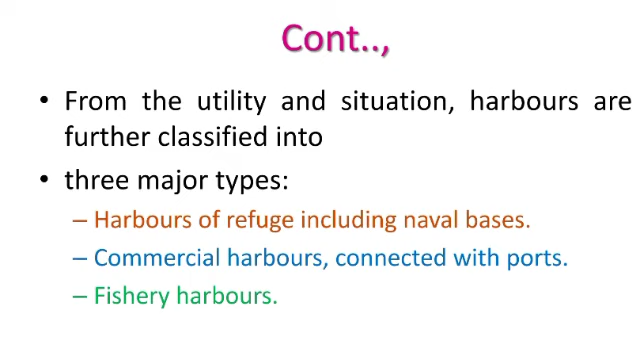 Cont..,
• From the utility and situation, harbours are
further classified into
• three major types:
– Harbours of refuge including naval bases.
– Commercial harbours, connected with ports.
– Fishery harbours.